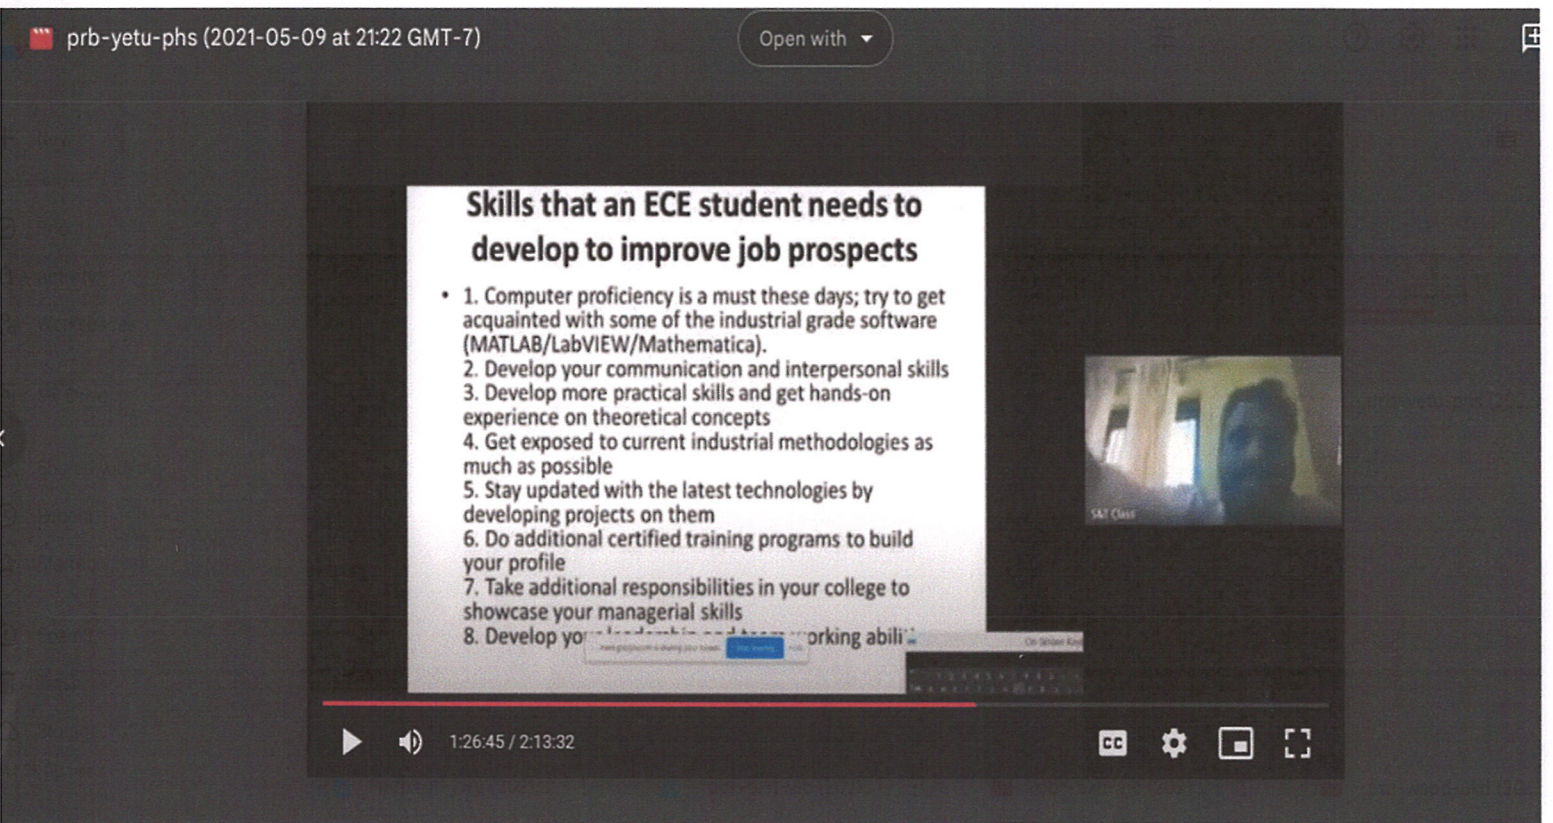 prb-yetu-phs (2021-05-09 at 21:22 GMT-7)
Open with
Skills that an ECE student needs to
develop to improve job prospects
• 1. Computer proficiency is a must these days; try to get
acquainted with some of the industrial grade software
(MATLAB/LabVIEW/Mathematica).
2. Develop your communication and interpersonal skills
3. Develop more practical skills and get hands-on
experience on theoretical concepts
4. Get exposed to current industrial methodologies as
much as possible
5. Stay updated with the latest technologies by
developing projects on them
6. Do additional certified training programs to build
your profile
7. Take additional responsibilities in your college to
showcase your managerial skills
8. Develop
S&T Class
1:26:45 / 2:13:32
CC